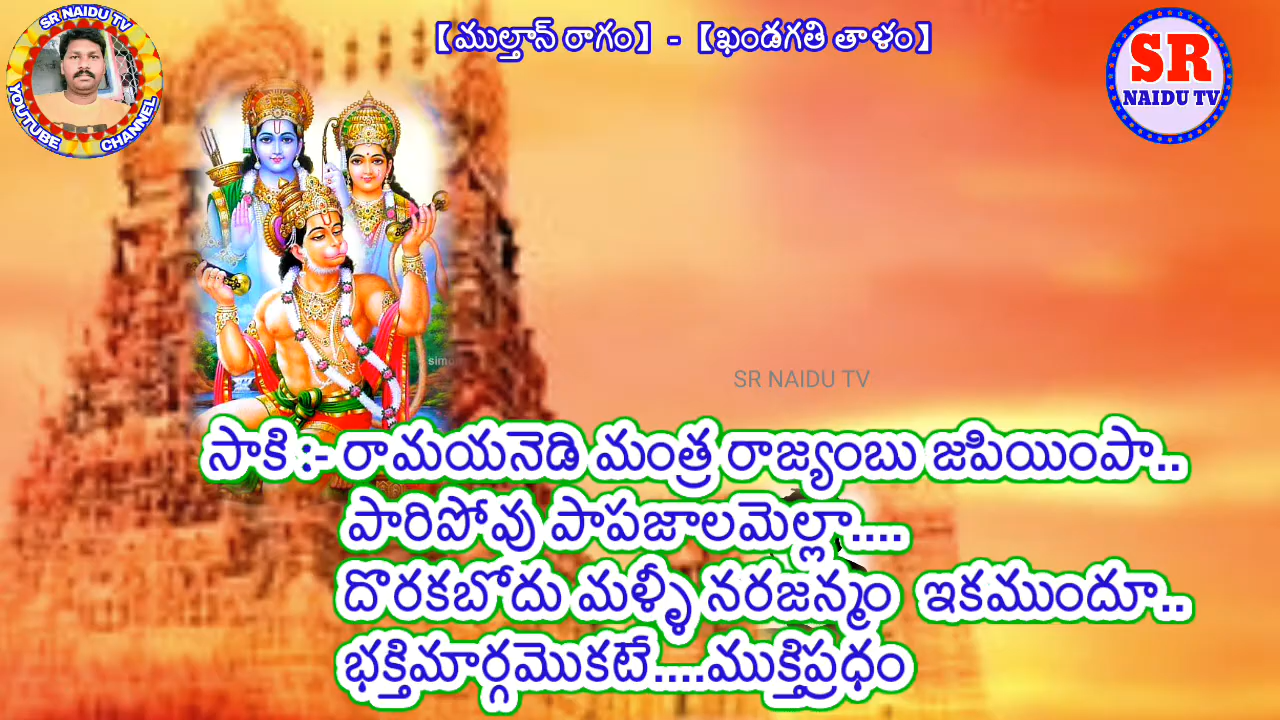 SR NAIDU TV
YOUTUBE CHANNEL
【ముల్తాన్ రాగం】-【ఖండగతి తాళం】
SR
NAIDU TV
simo
SR NAIDU TV
సాకి :- రామయనెడి మంత్ర రాజ్యంబు జపియింపా..
పారిపోవు పాపజాలమెల్లా....
దొరకబోదు మళ్ళీ నరజన్మం ఇకముందూ..
భక్తిమార్గమొకటే....ముక్తిప్రధం